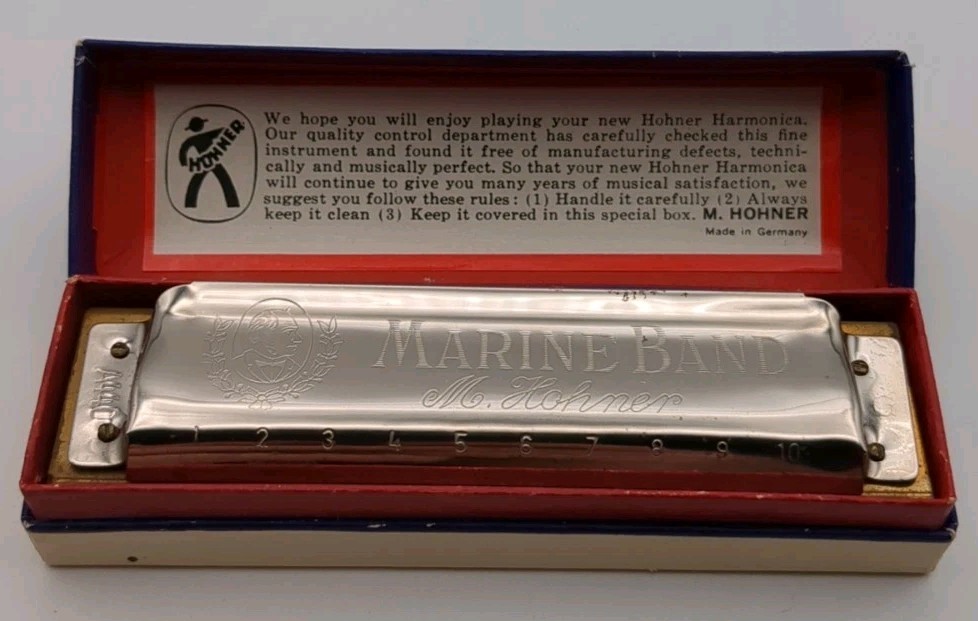 HOHNER
We hope you will enjoy playing your new Hohner Harmonica.
Our quality control department has carefully checked this fine
instrument and found it free of manufacturing defects, techni-
cally and musically perfect. So that your new Hohner Harmonica
will continue to give you many years of musical satisfaction, we
suggest you follow these rules: (1) Handle it carefully (2) Always
keep it clean (3) Keep it covered in this special box. M. HOHNER
Made in Germany
MARINE BAND
M. Hohner
1 2 3 4 5 6 7 8 9 10